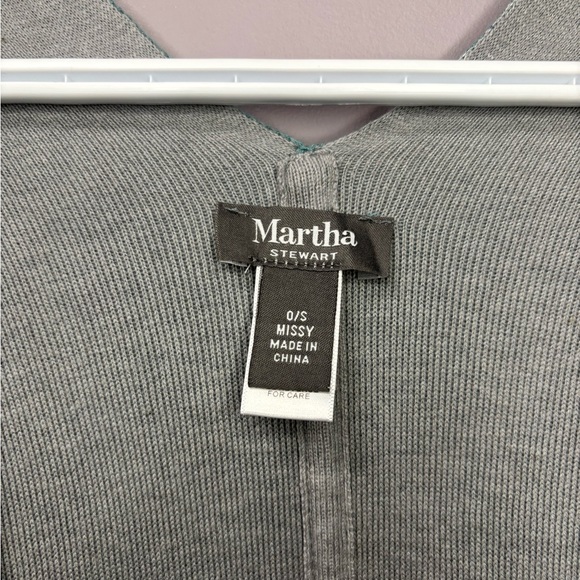 Martha
STEWART
O/S
MISSY
MADE IN
CHINA
FOR CARE